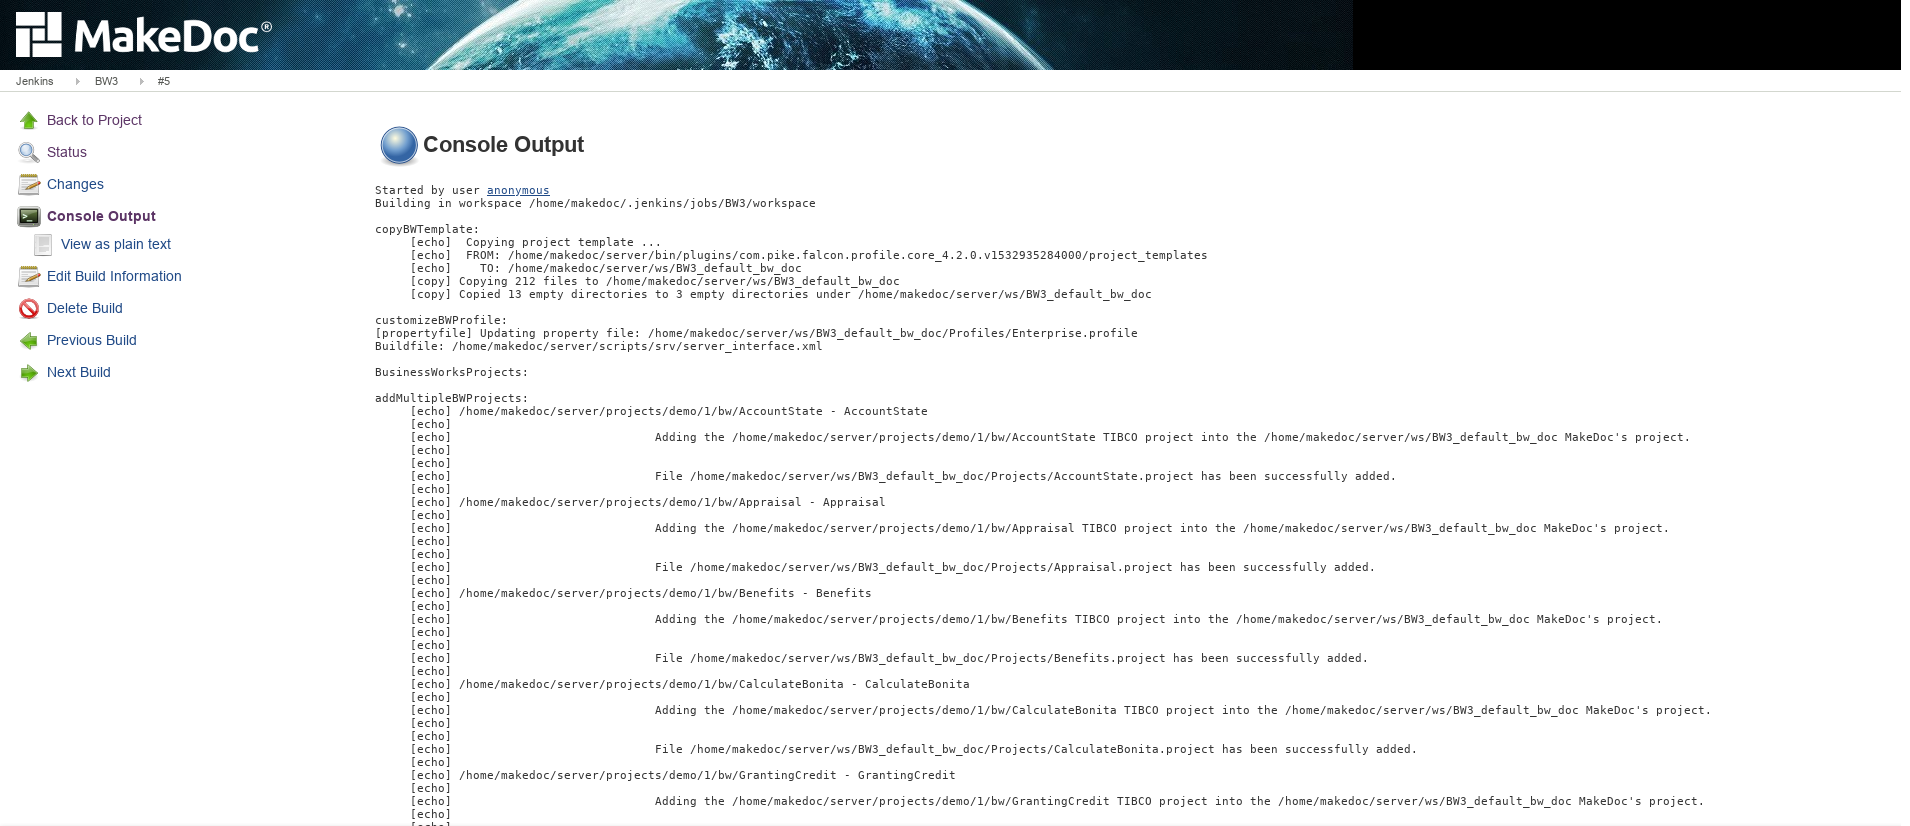 MakeDoc®
Jenkins BW3 #5
Back to Project
Status
Changes
Console Output
View as plain text
Edit Build Information
Delete Build
Previous Build
Next Build
Console Output
Started by user anonymous
Building in workspace /home/makedoc/.jenkins/jobs/BW3/workspace
copyBWTemplate:
[echo]  Copying project template ...
[echo]  FROM: /home/makedoc/server/bin/plugins/com.pike.falcon.profile.core_4.2.0.v1532935284000/project_templates
[echo]    TO: /home/makedoc/server/ws/BW3_default_bw_doc
[copy] Copying 212 files to /home/makedoc/server/ws/BW3_default_bw_doc
[copy] Copied 13 empty directories to 3 empty directories under /home/makedoc/server/ws/BW3_default_bw_doc
customizeBWProfile:
[propertyfile] Updating property file: /home/makedoc/server/ws/BW3_default_bw_doc/Profiles/Enterprise.profile
Buildfile: /home/makedoc/server/scripts/srv/server_interface.xml
BusinessWorksProjects:
addMultipleBWProjects:
[echo] /home/makedoc/server/projects/demo/1/bw/AccountState - AccountState
[echo]
[echo] Adding the /home/makedoc/server/projects/demo/1/bw/AccountState TIBCO project into the /home/makedoc/server/ws/BW3_default_bw_doc MakeDoc's project.
[echo]
[echo]
[echo] File /home/makedoc/server/ws/BW3_default_bw_doc/Projects/AccountState.project has been successfully added.
[echo]
[echo] /home/makedoc/server/projects/demo/1/bw/Appraisal - Appraisal
[echo]
[echo] Adding the /home/makedoc/server/projects/demo/1/bw/Appraisal TIBCO project into the /home/makedoc/server/ws/BW3_default_bw_doc MakeDoc's project.
[echo]
[echo]
[echo] File /home/makedoc/server/ws/BW3_default_bw_doc/Projects/Appraisal.project has been successfully added.
[echo]
[echo] /home/makedoc/server/projects/demo/1/bw/Benefits - Benefits
[echo]
[echo] Adding the /home/makedoc/server/projects/demo/1/bw/Benefits TIBCO project into the /home/makedoc/server/ws/BW3_default_bw_doc MakeDoc's project.
[echo]
[echo]
[echo] File /home/makedoc/server/ws/BW3_default_bw_doc/Projects/Benefits.project has been successfully added.
[echo]
[echo] /home/makedoc/server/projects/demo/1/bw/CalculateBonita - CalculateBonita
[echo]
[echo] Adding the /home/makedoc/server/projects/demo/1/bw/CalculateBonita TIBCO project into the /home/makedoc/server/ws/BW3_default_bw_doc MakeDoc's project.
[echo]
[echo]
[echo] File /home/makedoc/server/ws/BW3_default_bw_doc/Projects/CalculateBonita.project has been successfully added.
[echo]
[echo] /home/makedoc/server/projects/demo/1/bw/GrantingCredit - GrantingCredit
[echo]
[echo] Adding the /home/makedoc/server/projects/demo/1/bw/GrantingCredit TIBCO project into the /home/makedoc/server/ws/BW3_default_bw_doc MakeDoc's project.
[echo]